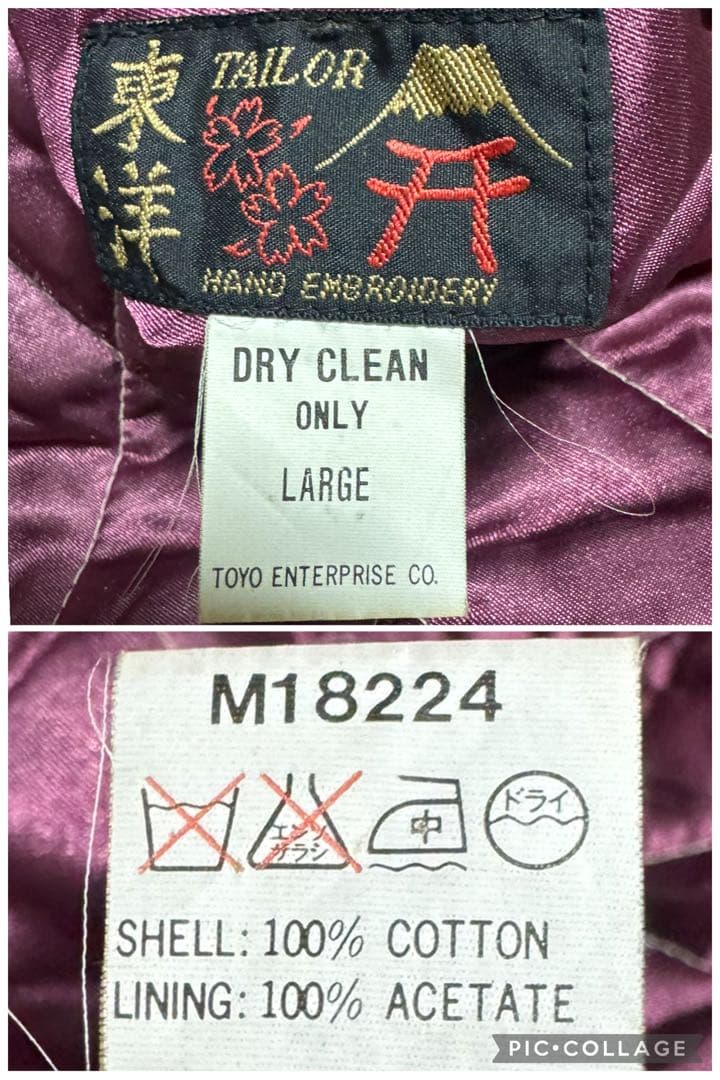 東洋
TAILOR
HAND EMBROIDERY
DRY CLEAN
ONLY
LARGE
TOYO ENTERPRISE CO.
M18224
エンソ
サラシ
中
ドライ
SHELL: 100% COTTON
LINING: 100% ACETATE
PIC•COLLAGE